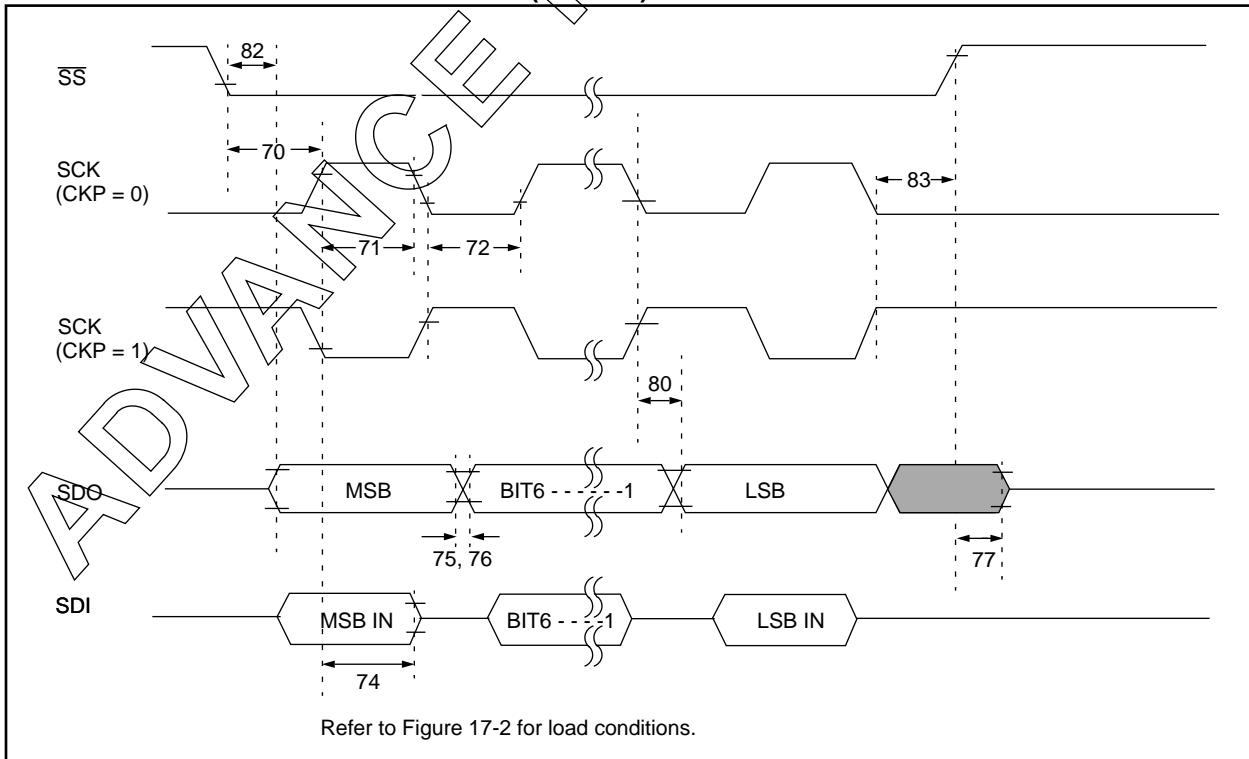 82
SS
70
SCK
(CKP = 0)
83
71
72
SCK
(CKP = 1)
80
SDO
MSB
BIT6 - - - - - -1
LSB
75, 76
77
SDI
MSB IN
BIT6 - - - -1
LSB IN
74
Refer to Figure 17-2 for load conditions.
ADVANCE